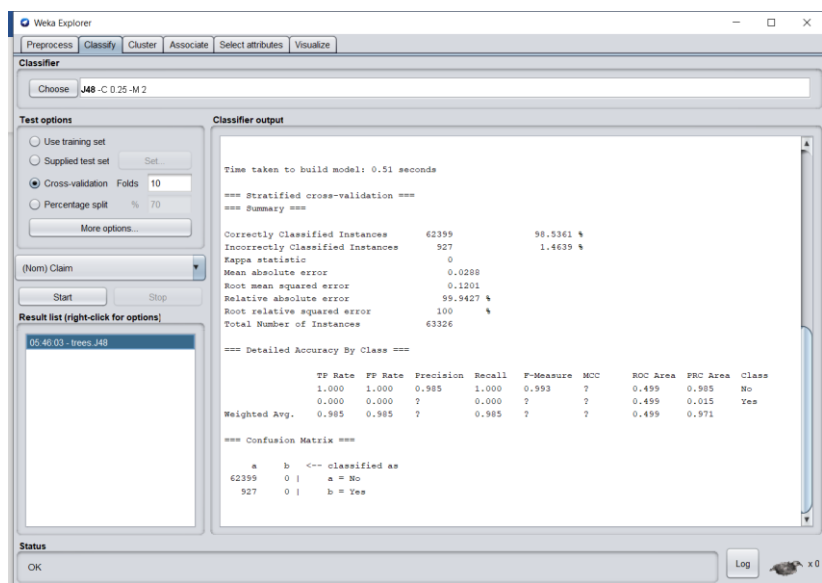 Weka Explorer
Preprocess Classify Cluster Associate Select attributes Visualize
Classifier
Choose J48 -C 0.25 -M 2
Test options
Use training set
Supplied test set Set...
Cross-validation Folds 10
Percentage split % 70
More options...
(Nom) Claim
Start Stop
Result list (right-click for options)
05:46:03 - trees.J48
Classifier output
Time taken to build model: 0.51 seconds
=== Stratified cross-validation ===
=== Summary ===
Correctly Classified Instances 62399 98.5361 %
Incorrectly Classified Instances 927 1.4639 %
Kappa statistic 0
Mean absolute error 0.0288
Root mean squared error 0.1201
Relative absolute error 99.9427 %
Root relative squared error 100 %
Total Number of Instances 63326
=== Detailed Accuracy By Class ===
TP Rate FP Rate Precision Recall F-Measure MCC ROC Area PRC Area Class
1.000 1.000 0.985 1.000 0.993 ? 0.499 0.985 No
0.000 0.000 ? 0.000 ? ? 0.499 0.015 Yes
Weighted Avg. 0.985 0.985 ? 0.985 ? ? 0.499 0.971
=== Confusion Matrix ===
a b <-- classified as
62399 0 | a = No
927 0 | b = Yes
Status
OK
Log
x 0